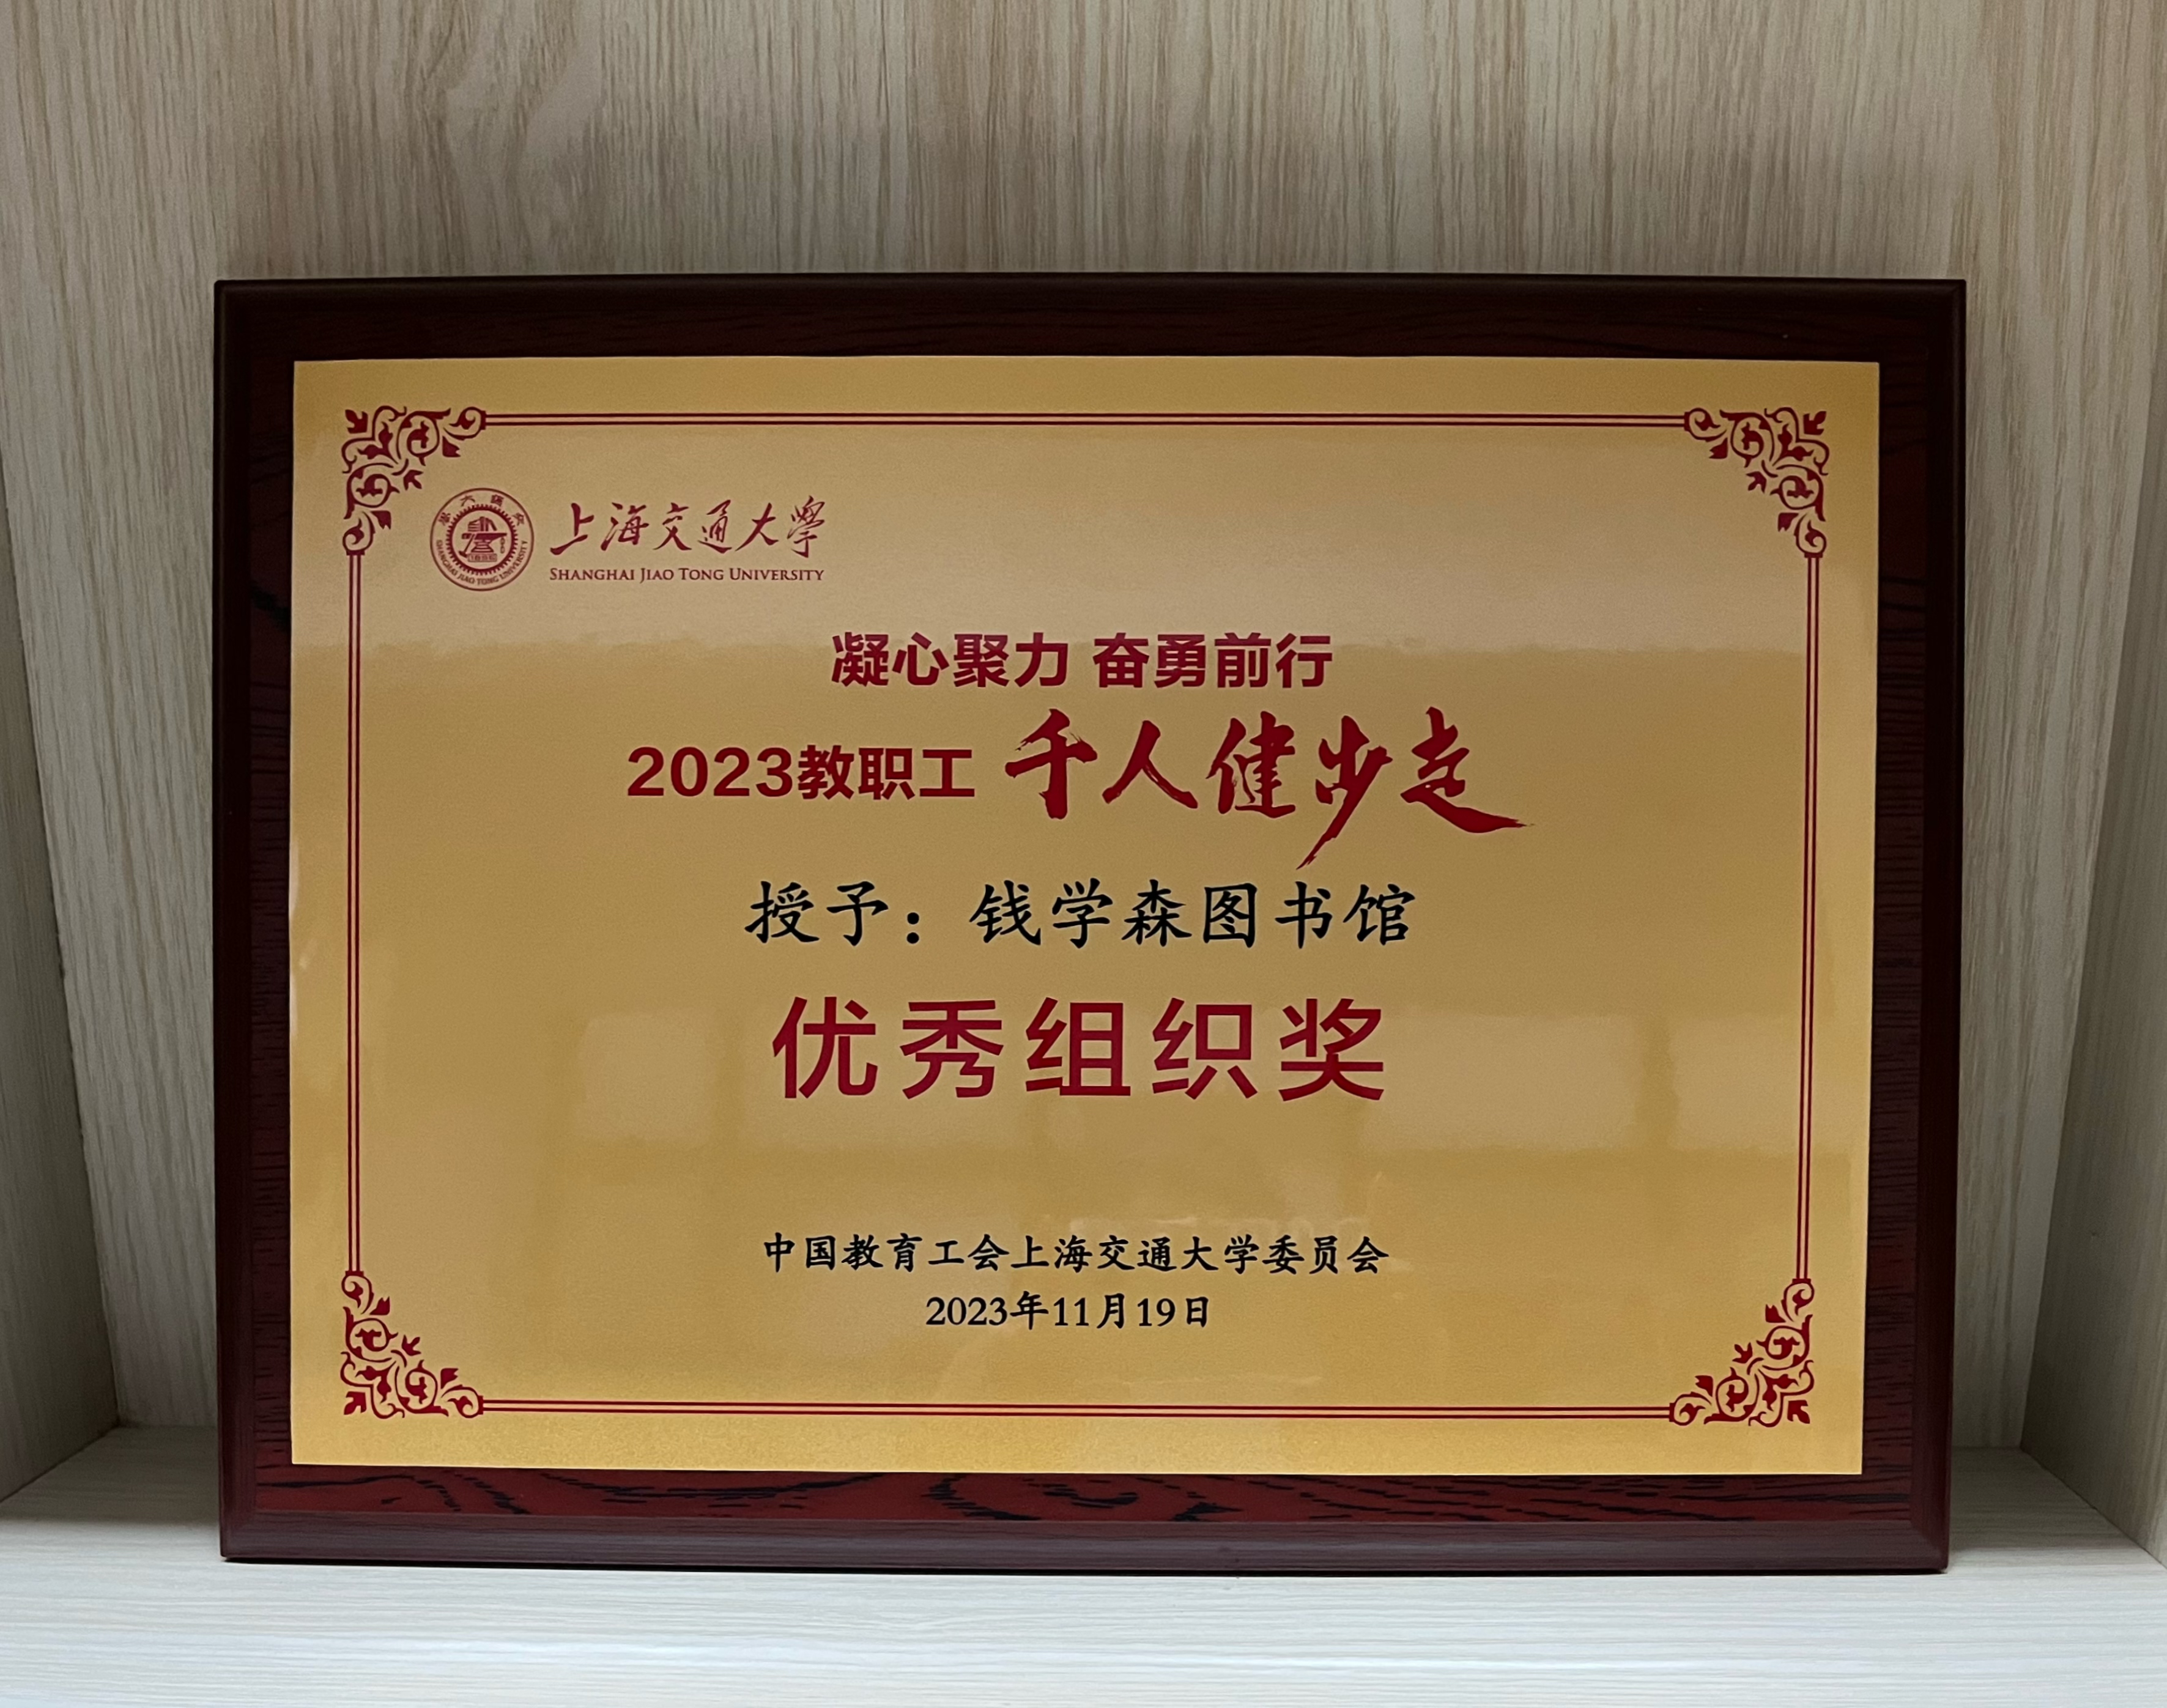 上海交通大學
SHANGHAI JIAO TONG UNIVERSITY
凝心聚力 奋勇前行
2023教职工 千人健步走
授予：钱学森图书馆
优秀组织奖
中国教育工会上海交通大学委员会
2023年11月19日